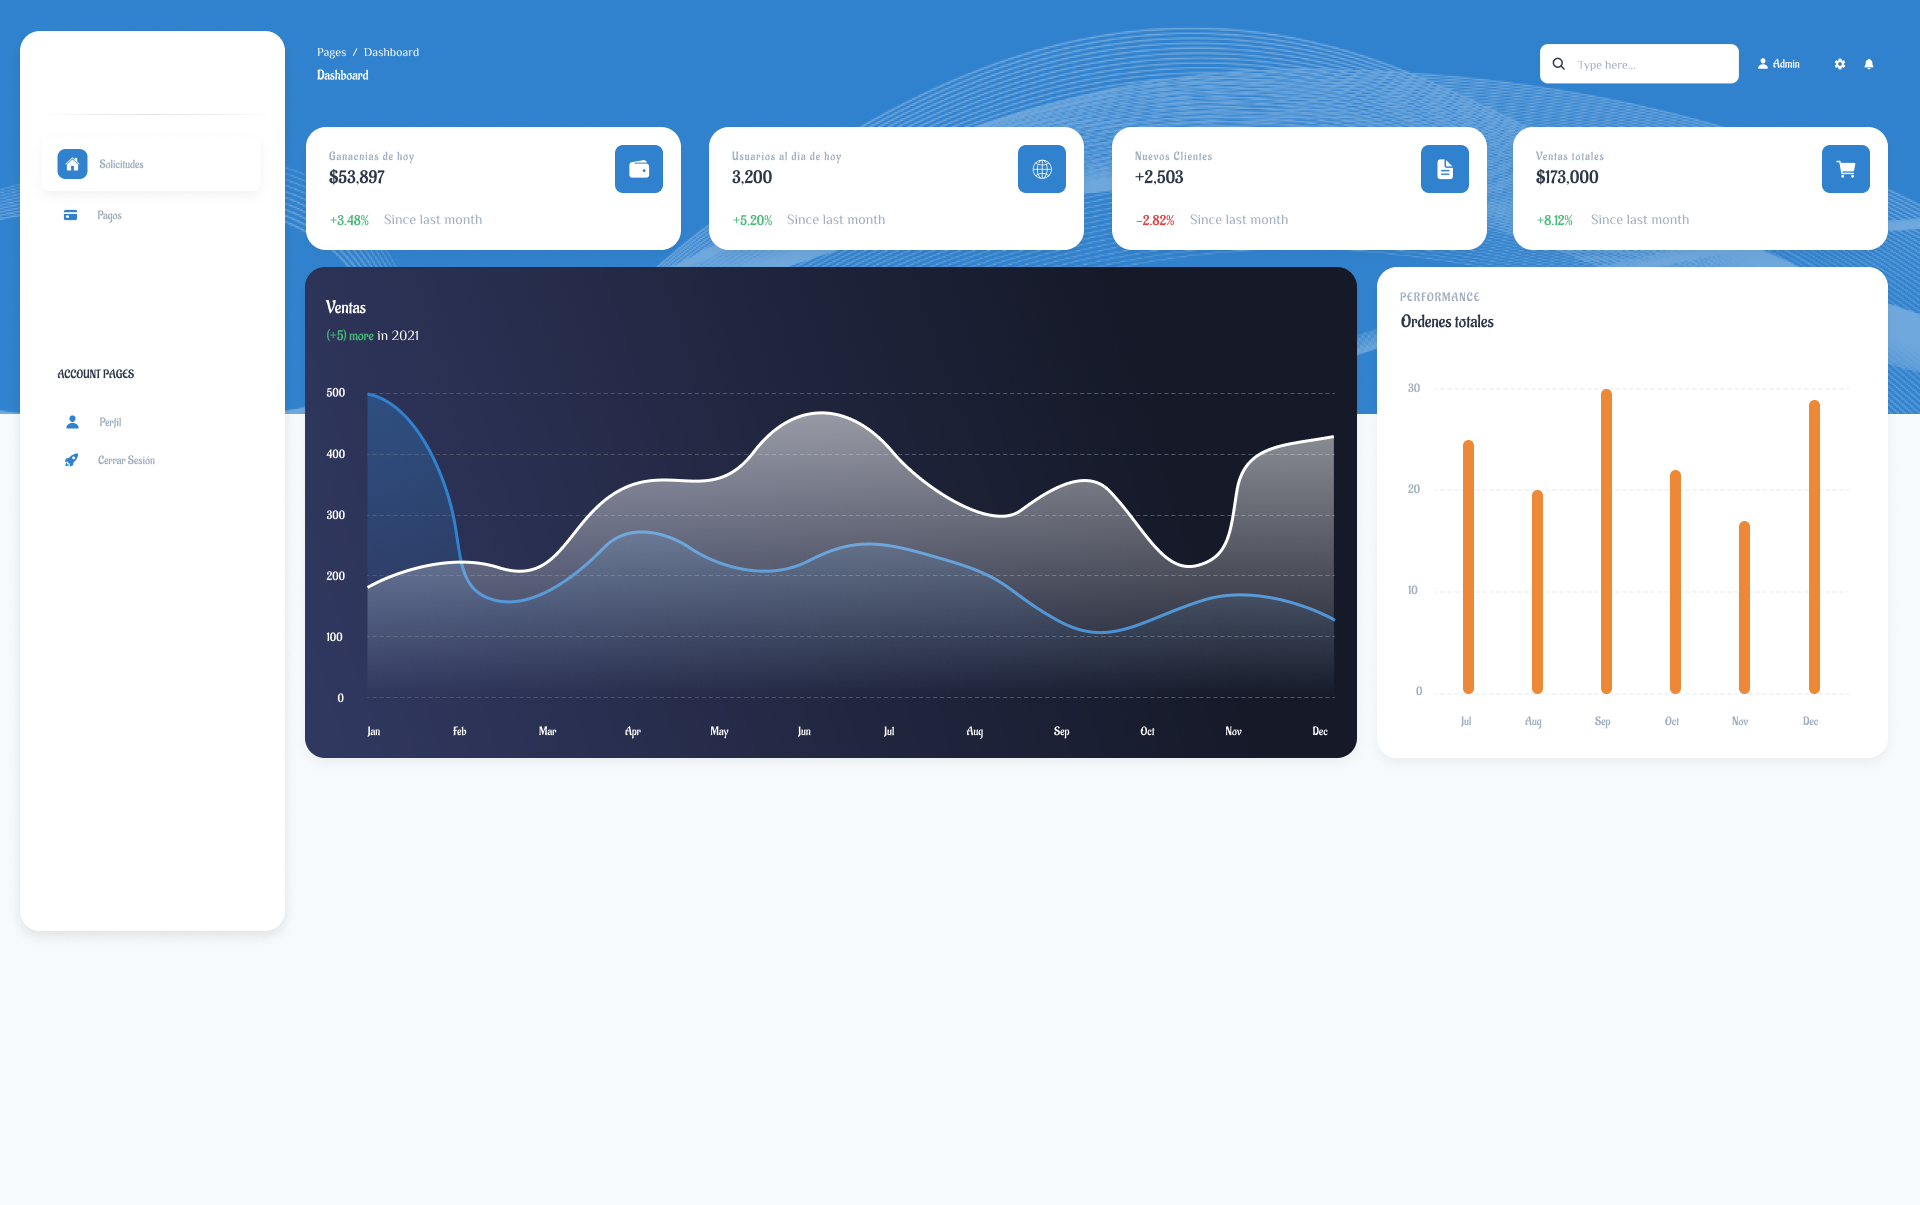 Solicitudes
Pagos
ACCOUNT PAGES
Perfil
Cerrar Sesión
Pages / Dashboard
Dashboard
Type here...
Admin
Ganacnias de hoy
$53,897
+3.48% Since last month
Usuarios al dia de hoy
3,200
+5.20% Since last month
Nuevos Clientes
+2,503
-2.82% Since last month
Ventas totales
$173,000
+8.12% Since last month
Ventas
(+5) more in 2021
500
400
300
200
100
0
Jan Feb Mar Apr May Jun Jul Aug Sep Oct Nov Dec
PERFORMANCE
Ordenes totales
30
20
10
0
Jul Aug Sep Oct Nov Dec